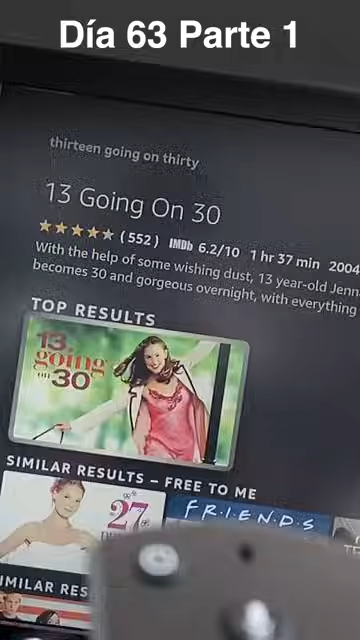 Día 63 Parte 1
thirteen going on thirty
13 Going On 30
(552) IMDb 6.2/10 1 hr 37 min 2004
With the help of some wishing dust, 13 year-old Jenn
becomes 30 and gorgeous overnight, with everything
TOP RESULTS
13
going
on 30
SIMILAR RESULTS – FREE TO ME
27
F·R·I·E·N·D·S
IMILAR RES